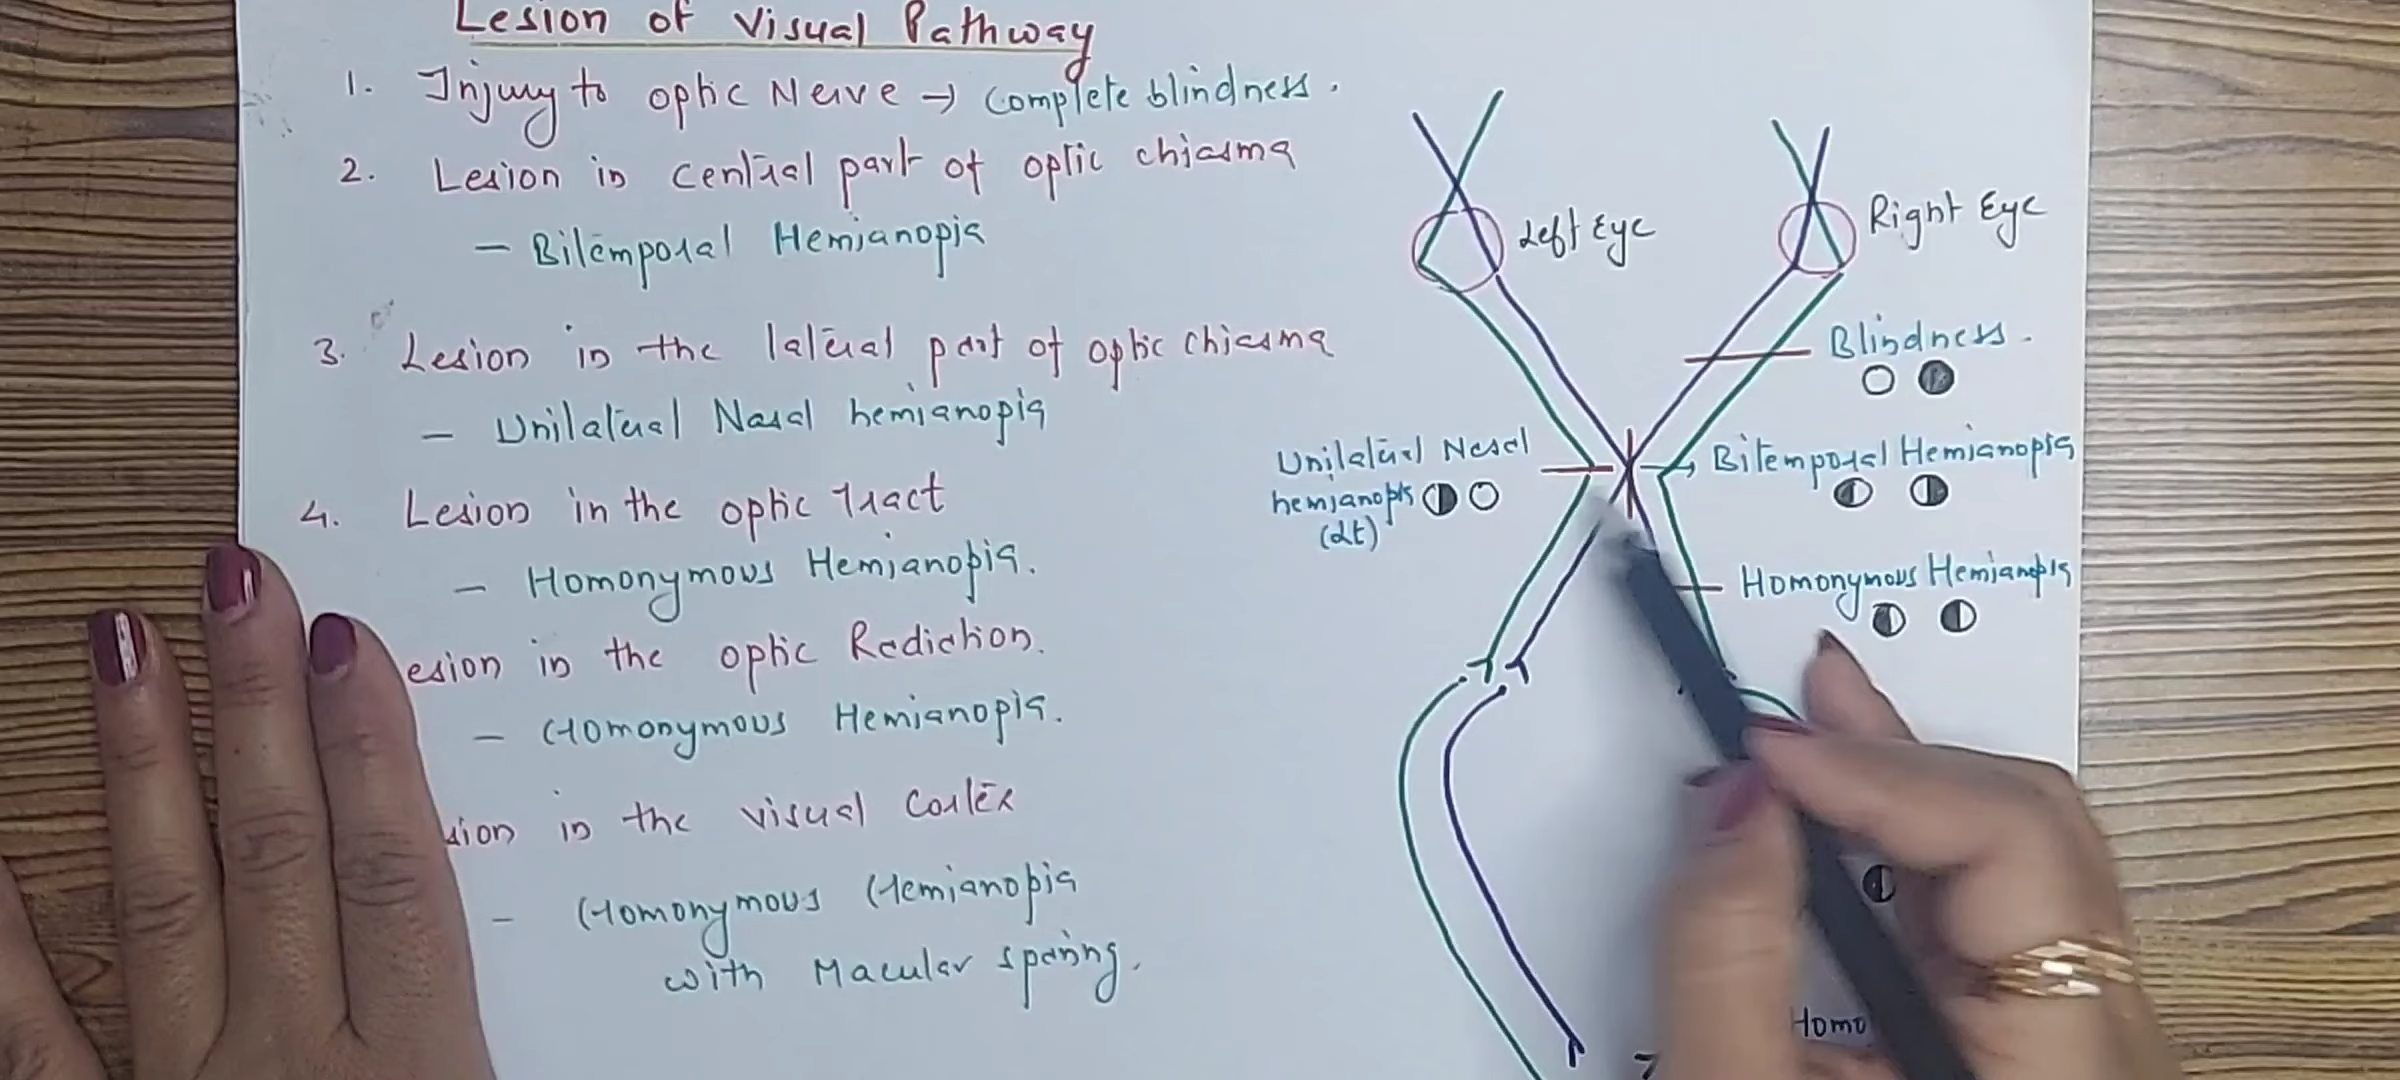 Lesion of Visual Pathway
1. Injury to optic Nerve → Complete blindness.
2. Lesion in central part of optic chiasma
- Bitemporal Hemianopia
3. Lesion in the lateral part of optic chiasma
- Unilateral Nasal hemianopia
4. Lesion in the optic Tract
- Homonymous Hemianopia.
esion in the optic Radiation.
- Homonymous Hemianopia.
sion in the visual Cortex
- Homonymous Hemianopia
with Macular sparing.
Left Eye
Right Eye
Blindness.
Unilateral Nasal
hemianopia
(Lt)
Bitemporal Hemianopia
Homonymous Hemianopia
Homo